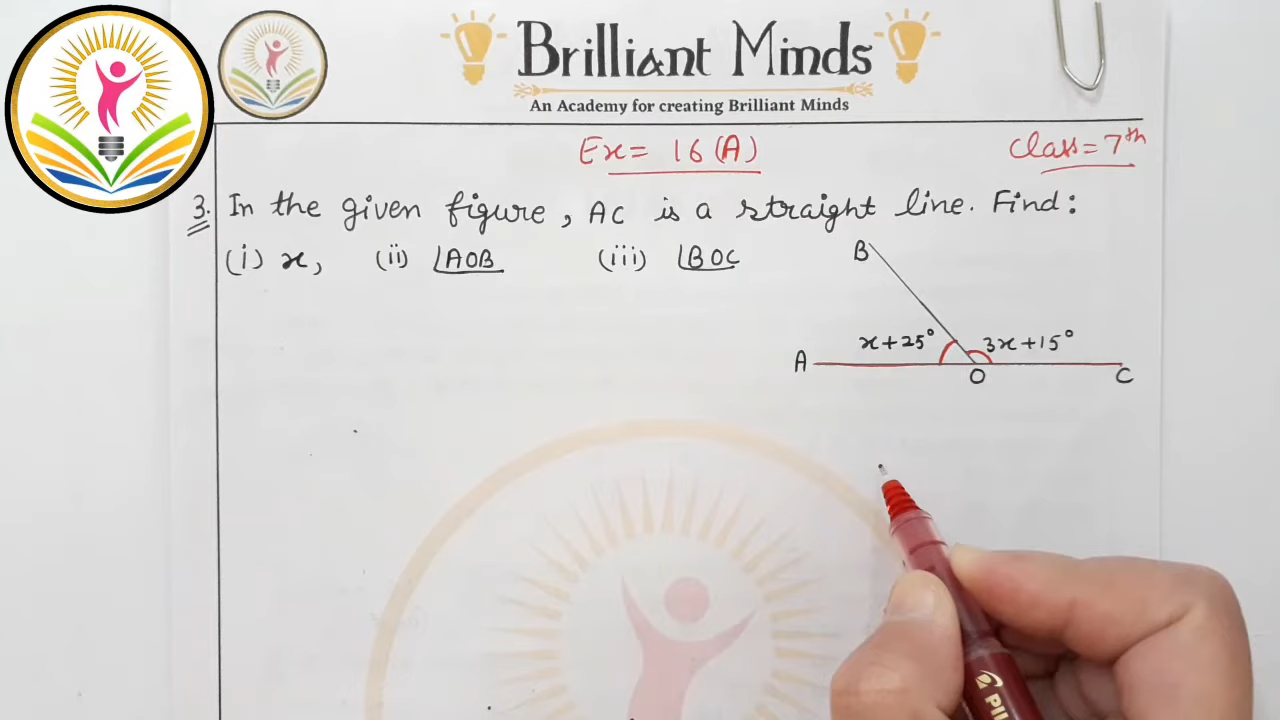 Brilliant Minds
An Academy for creating Brilliant Minds
Ex = 16(A)
Class = 7th
3. In the given figure, AC is a straight line. Find:
(i) x, (ii) ∠AOB (iii) ∠BOC
B
x+25° 3x+15°
A O C
PIL